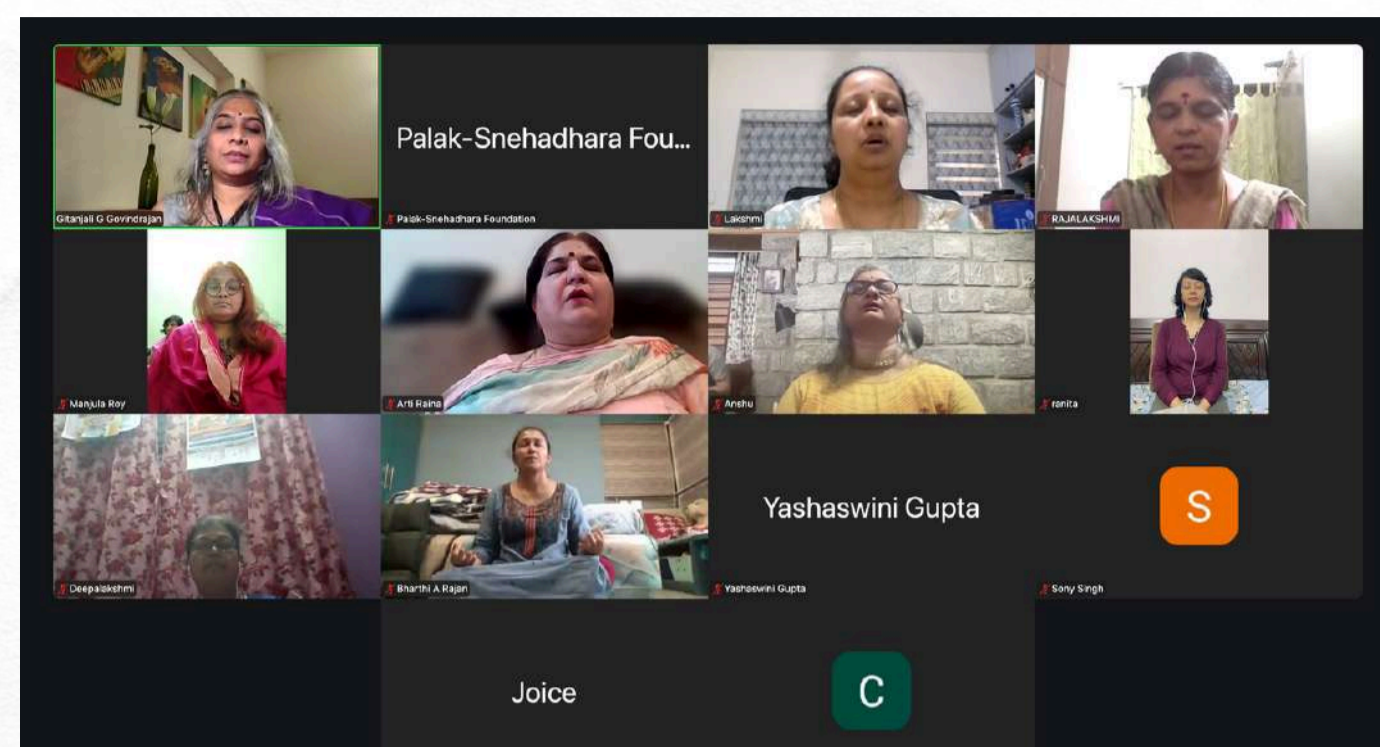 Gitanjali G Govindrajan
Palak-Snehadhara Fou...
Palak-Snehadhara Foundation
Lakshmi
RAJALAKSHMI
Manjula Roy
Arti Raina
Anshu
ranita
Deepalakshmi
Bharthi A Rajan
Yashaswini Gupta
Yashaswini Gupta
S
Sony Singh
Joice
C